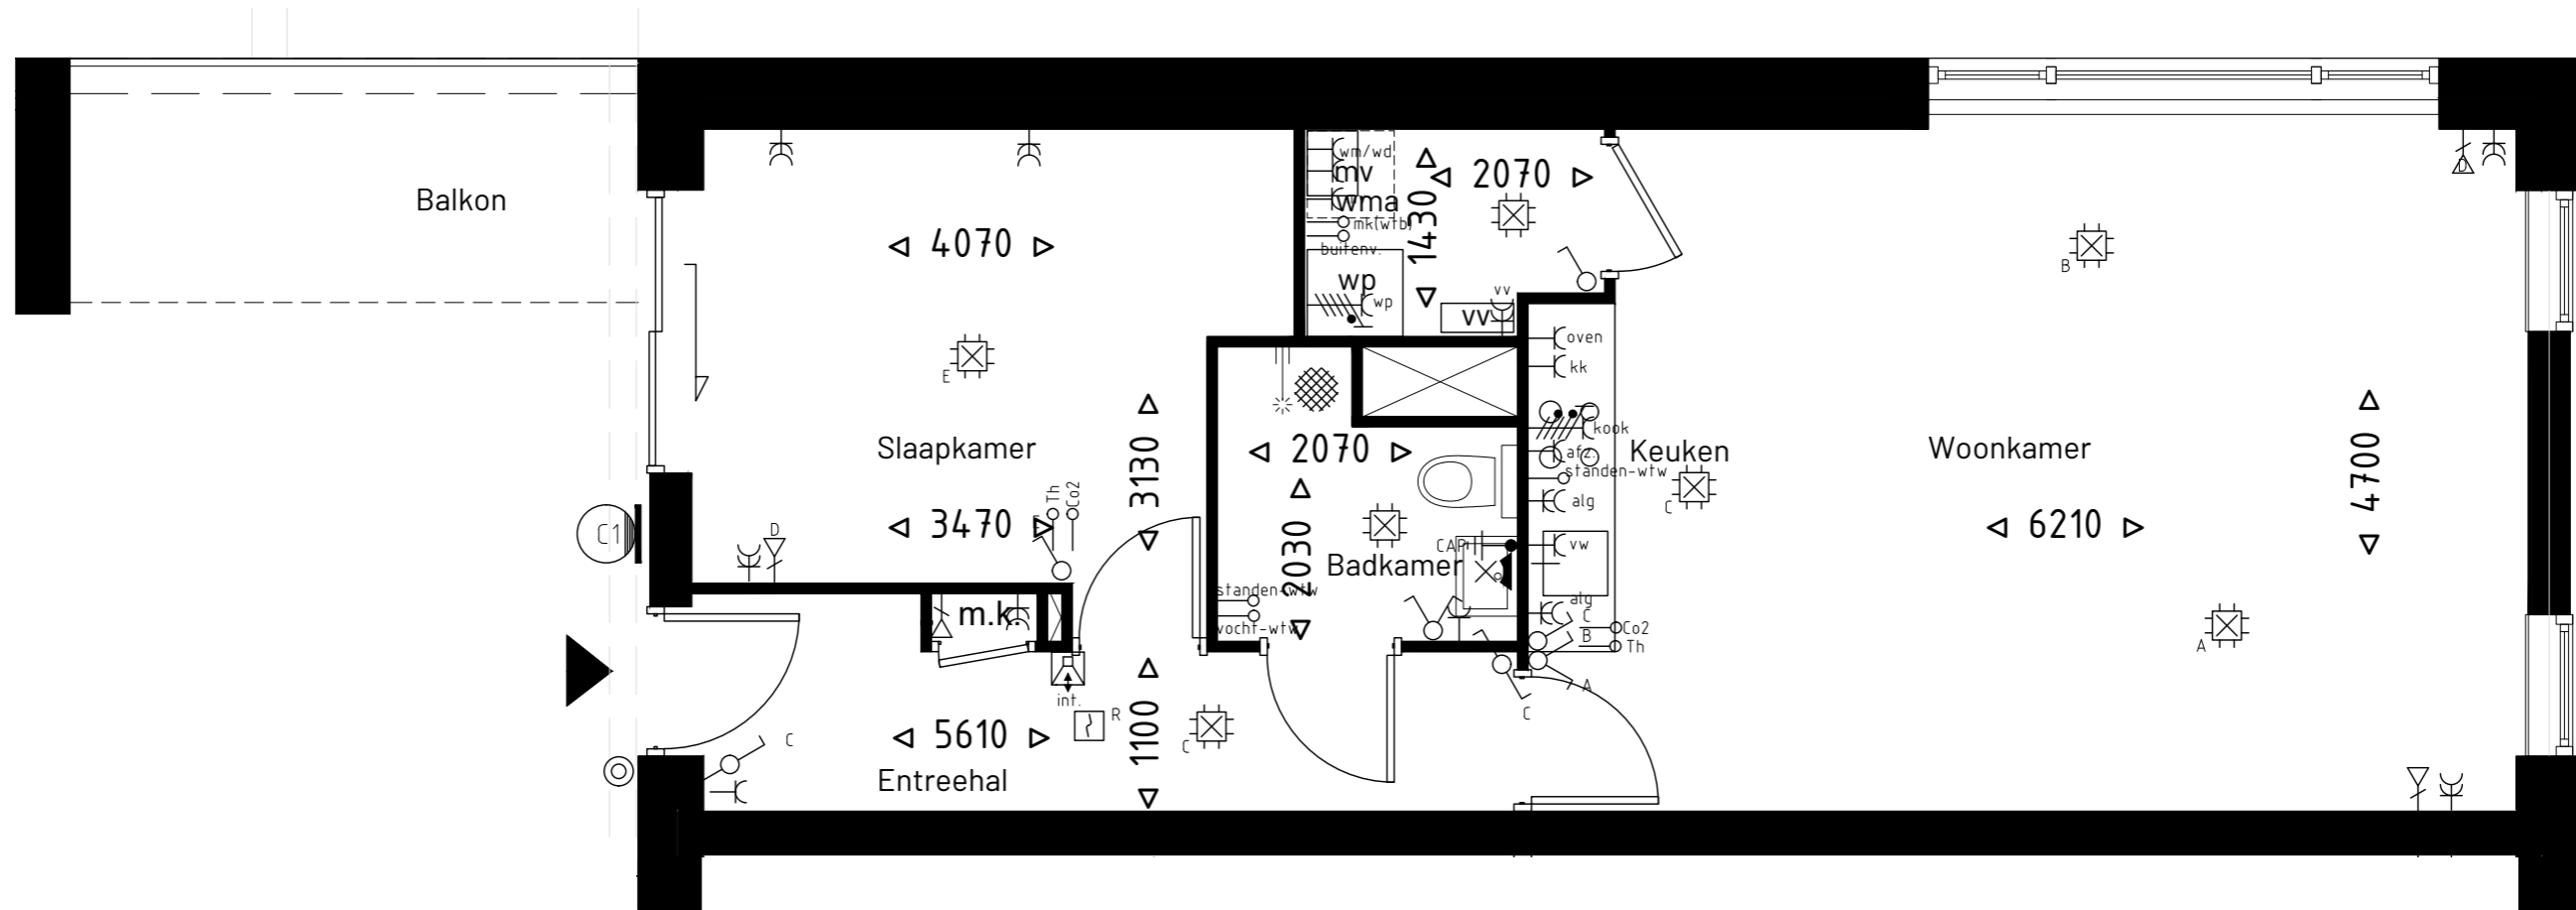 Balkon
4070
Slaapkamer
3470
3130
Th
Co2
D
E
C1
m.k.
int.
R
C
5610
1100
Entreehal
C
wm/wd
mv
wma
mk(wtb)
buitenv.
wp
wp
1430
2070
vv
vv
2070
2030
Badkamer
CAP
standen-wtw
vocht-wtw
oven
kk
kook
afz.
standen-wtw
alg
vw
alg
C
B
A
C
Co2
Th
Keuken
C
Woonkamer
6210
4700
B
A
D